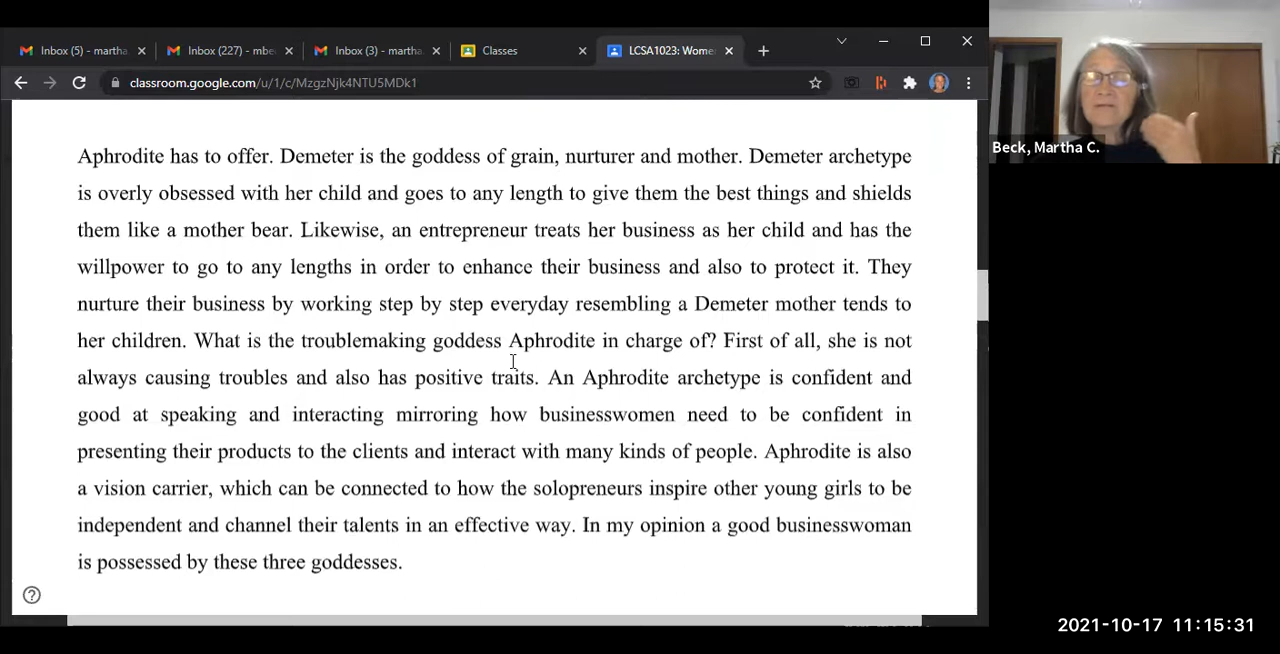 Inbox (5) - martha
Inbox (227) - mbe
Inbox (3) - martha
Classes
LCSA1023: Wome
classroom.google.com/u/1/c/MzgzNjk4NTU5MDk1
Beck, Martha C.
Aphrodite has to offer. Demeter is the goddess of grain, nurturer and mother. Demeter archetype
is overly obsessed with her child and goes to any length to give them the best things and shields
them like a mother bear. Likewise, an entrepreneur treats her business as her child and has the
willpower to go to any lengths in order to enhance their business and also to protect it. They
nurture their business by working step by step everyday resembling a Demeter mother tends to
her children. What is the troublemaking goddess Aphrodite in charge of? First of all, she is not
always causing troubles and also has positive traits. An Aphrodite archetype is confident and
good at speaking and interacting mirroring how businesswomen need to be confident in
presenting their products to the clients and interact with many kinds of people. Aphrodite is also
a vision carrier, which can be connected to how the solopreneurs inspire other young girls to be
independent and channel their talents in an effective way. In my opinion a good businesswoman
is possessed by these three goddesses.
2021-10-17 11:15:31